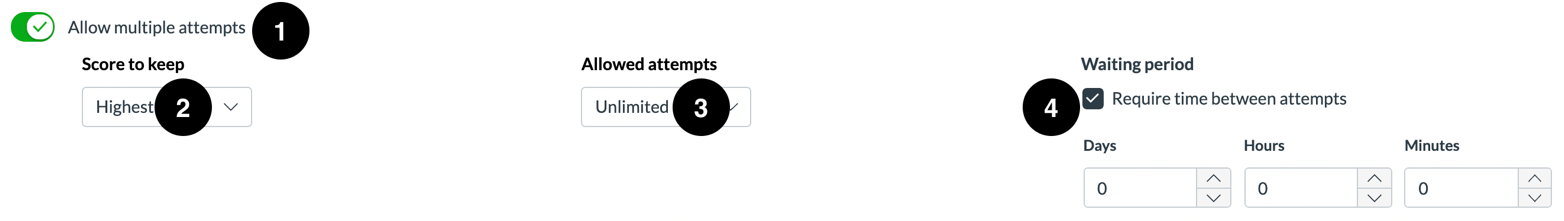 Allow multiple attempts 1
Score to keep Allowed attempts Waiting period
Highest 2 Unlimited 3 4 Require time between attempts
Days Hours Minutes
0 0 0